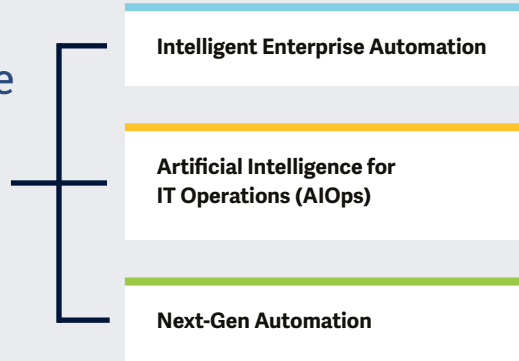 Intelligent Enterprise Automation
e
Artificial Intelligence for
IT Operations (AIOps)
Next-Gen Automation